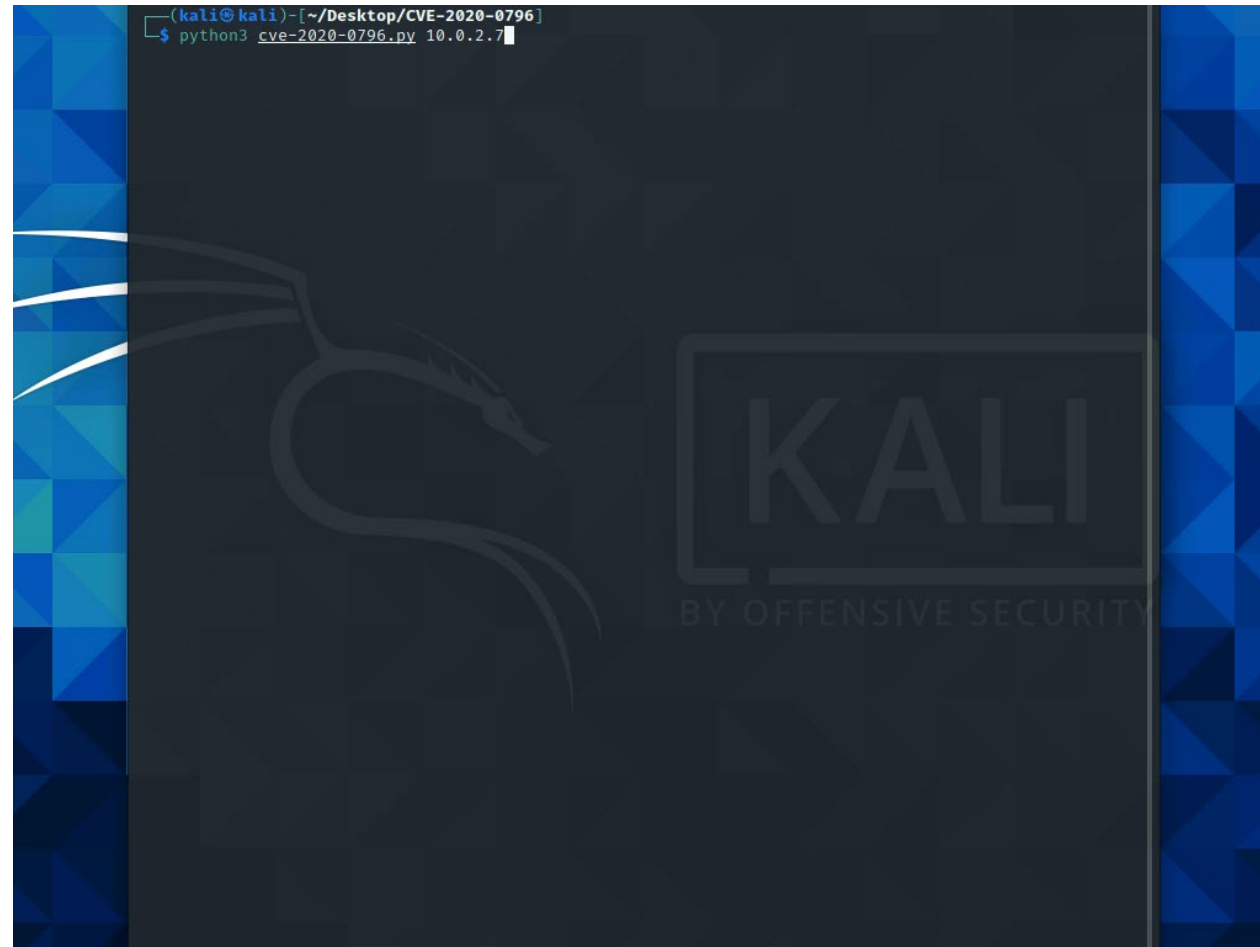 ┌──(kali㉿kali)-[~/Desktop/CVE-2020-0796]
└─$ python3 cve-2020-0796.py 10.0.2.7
KALI
BY OFFENSIVE SECURITY